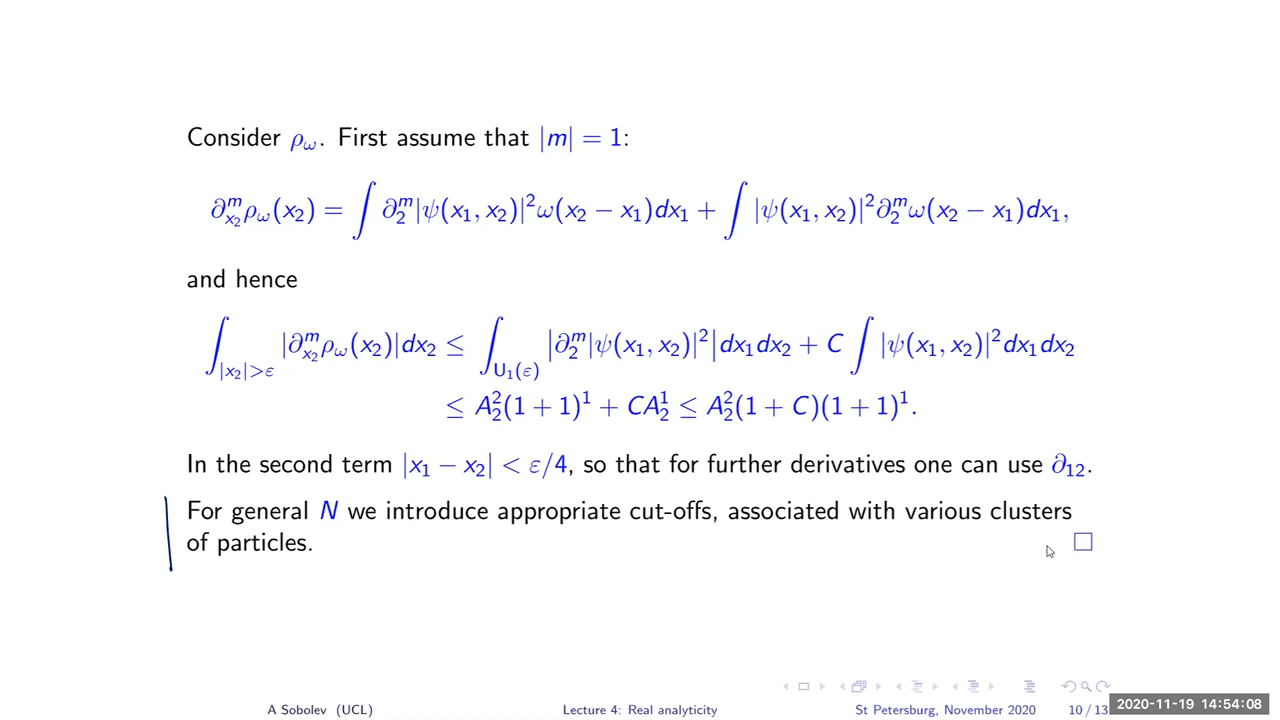 Consider ρ_ω. First assume that |m| = 1:
∂^m_{x_2} ρ_ω(x_2) = ∫ ∂^m_2 |ψ(x_1, x_2)|^2 ω(x_2 − x_1)dx_1 + ∫ |ψ(x_1, x_2)|^2 ∂^m_2 ω(x_2 − x_1)dx_1,
and hence
∫_{|x_2|>ε} |∂^m_{x_2} ρ_ω(x_2)|dx_2 ≤ ∫_{U_1(ε)} |∂^m_2 |ψ(x_1, x_2)|^2|dx_1dx_2 + C ∫ |ψ(x_1, x_2)|^2 dx_1dx_2
≤ A^2_2(1 + 1)^1 + CA^1_2 ≤ A^2_2(1 + C)(1 + 1)^1.
In the second term |x_1 − x_2| < ε/4, so that for further derivatives one can use ∂_{12}.
For general N we introduce appropriate cut-offs, associated with various clusters
of particles. □
A Sobolev (UCL) Lecture 4: Real analyticity St Petersburg, November 2020 10 / 13
2020-11-19 14:54:08